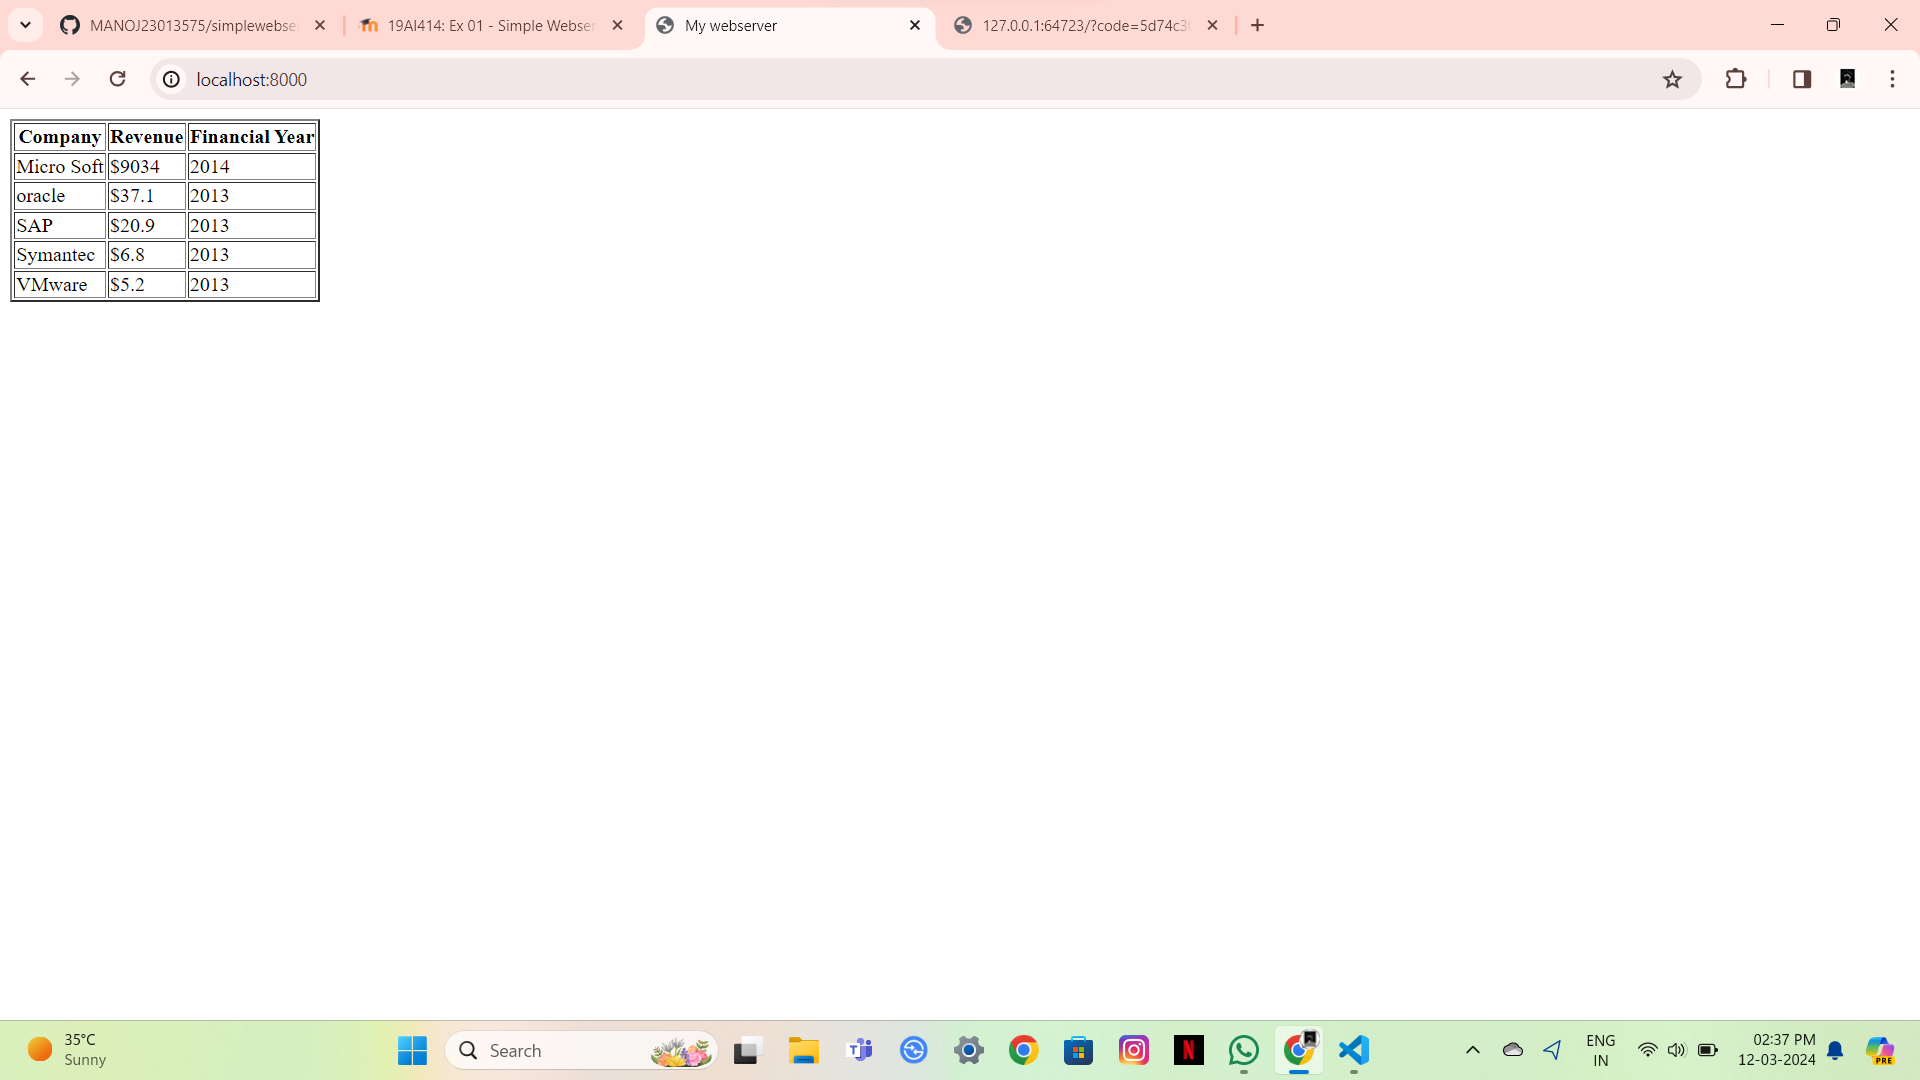 MANOJ23013575/simplewebse
19AI414: Ex 01 - Simple Webser
My webserver
127.0.0.1:64723/?code=5d74c3
localhost:8000
Company Revenue Financial Year
Micro Soft $9034 2014
oracle $37.1 2013
SAP $20.9 2013
Symantec $6.8 2013
VMware $5.2 2013
35°C
Sunny
Search
ENG
IN
02:37 PM
12-03-2024
PRE